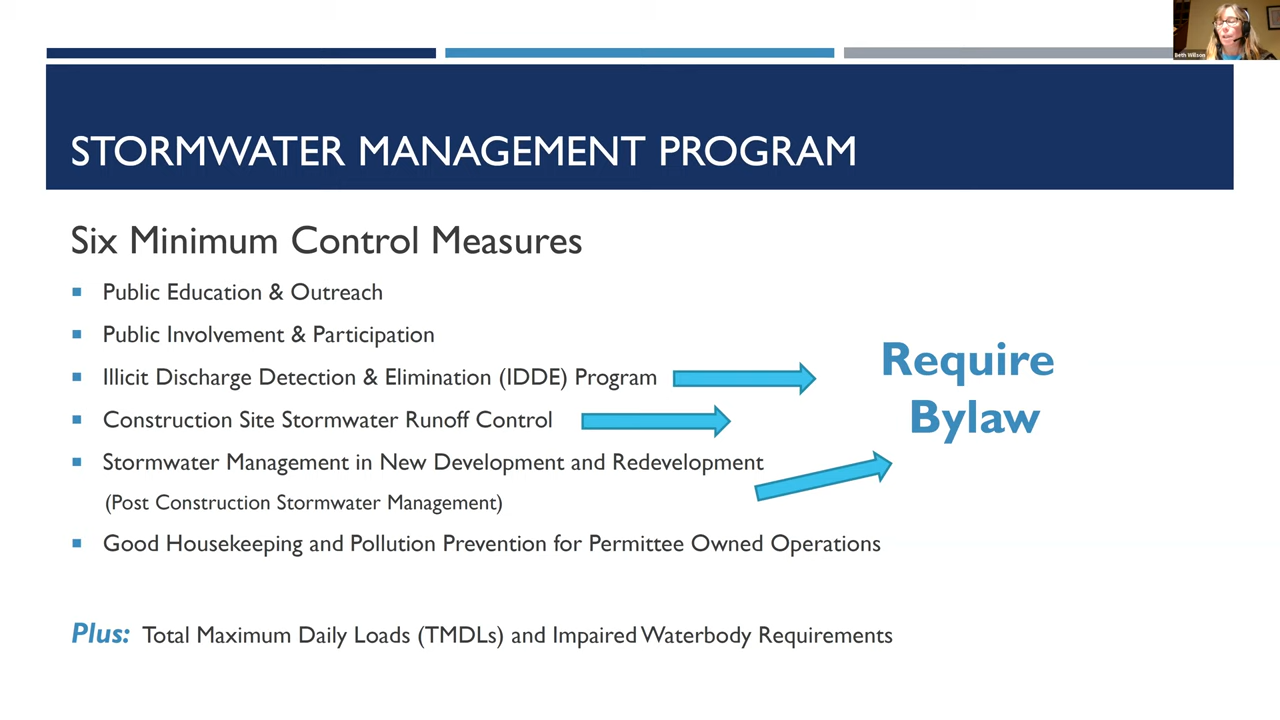 Beth Willson
STORMWATER MANAGEMENT PROGRAM
Six Minimum Control Measures
Public Education & Outreach
Public Involvement & Participation
Illicit Discharge Detection & Elimination (IDDE) Program
Construction Site Stormwater Runoff Control
Stormwater Management in New Development and Redevelopment
(Post Construction Stormwater Management)
Good Housekeeping and Pollution Prevention for Permittee Owned Operations
Require
Bylaw
Plus: Total Maximum Daily Loads (TMDLs) and Impaired Waterbody Requirements